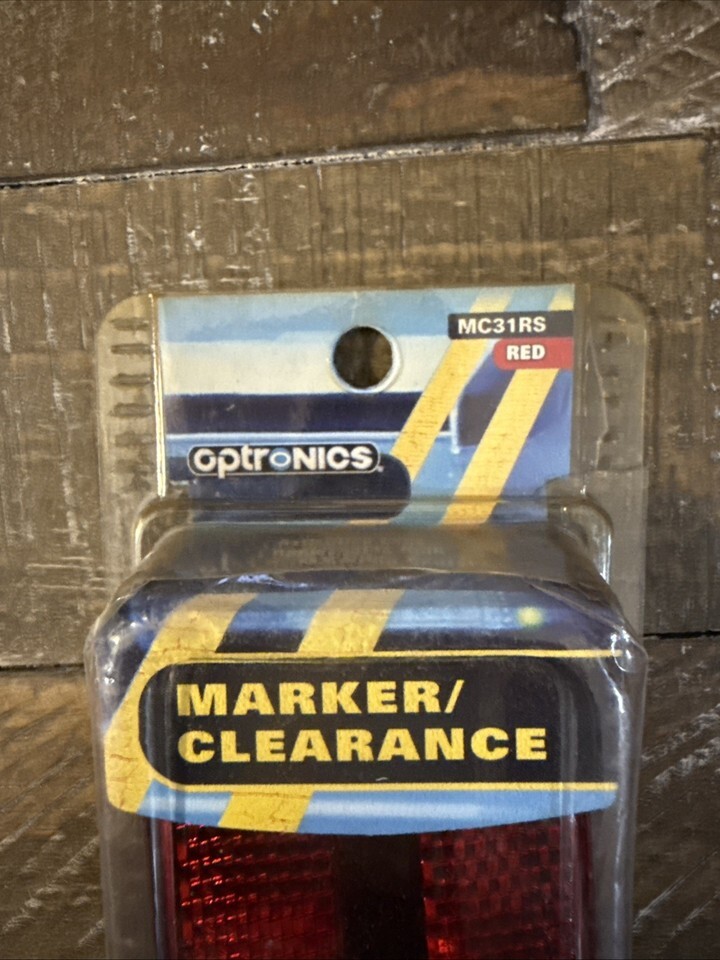 MC31RS
RED
OPTRONICS
MARKER/
CLEARANCE